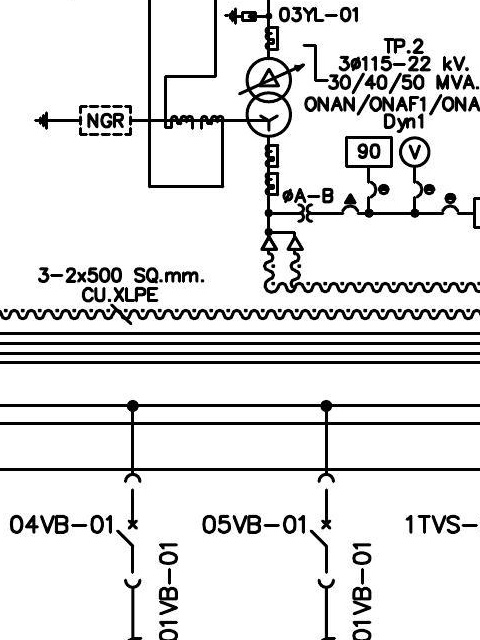 03YL-01
TP.2
3ø115-22 kV.
30/40/50 MVA.
ONAN/ONAF1/ONA
Dyn1
NGR
90
V
øA-B
3-2x500 SQ.mm.
CU.XLPE
04VB-01
05VB-01
1TVS-
01VB-01
01VB-01